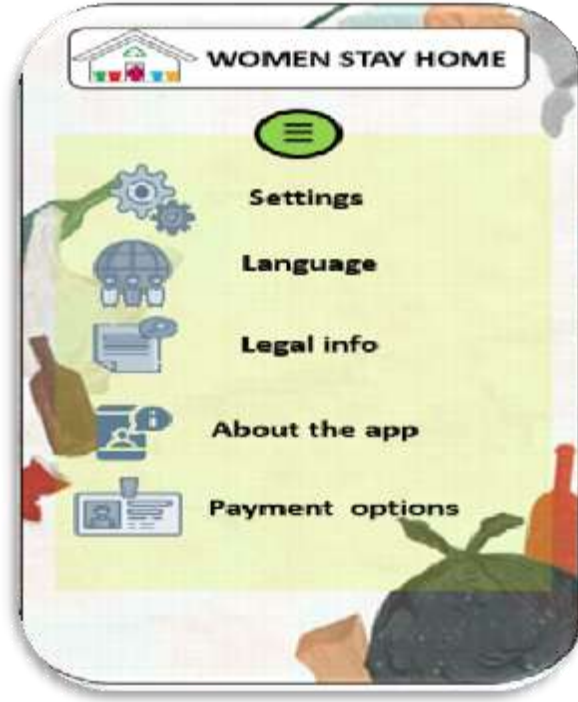 WOMEN STAY HOME
Settings
Language
Legal info
About the app
Payment options